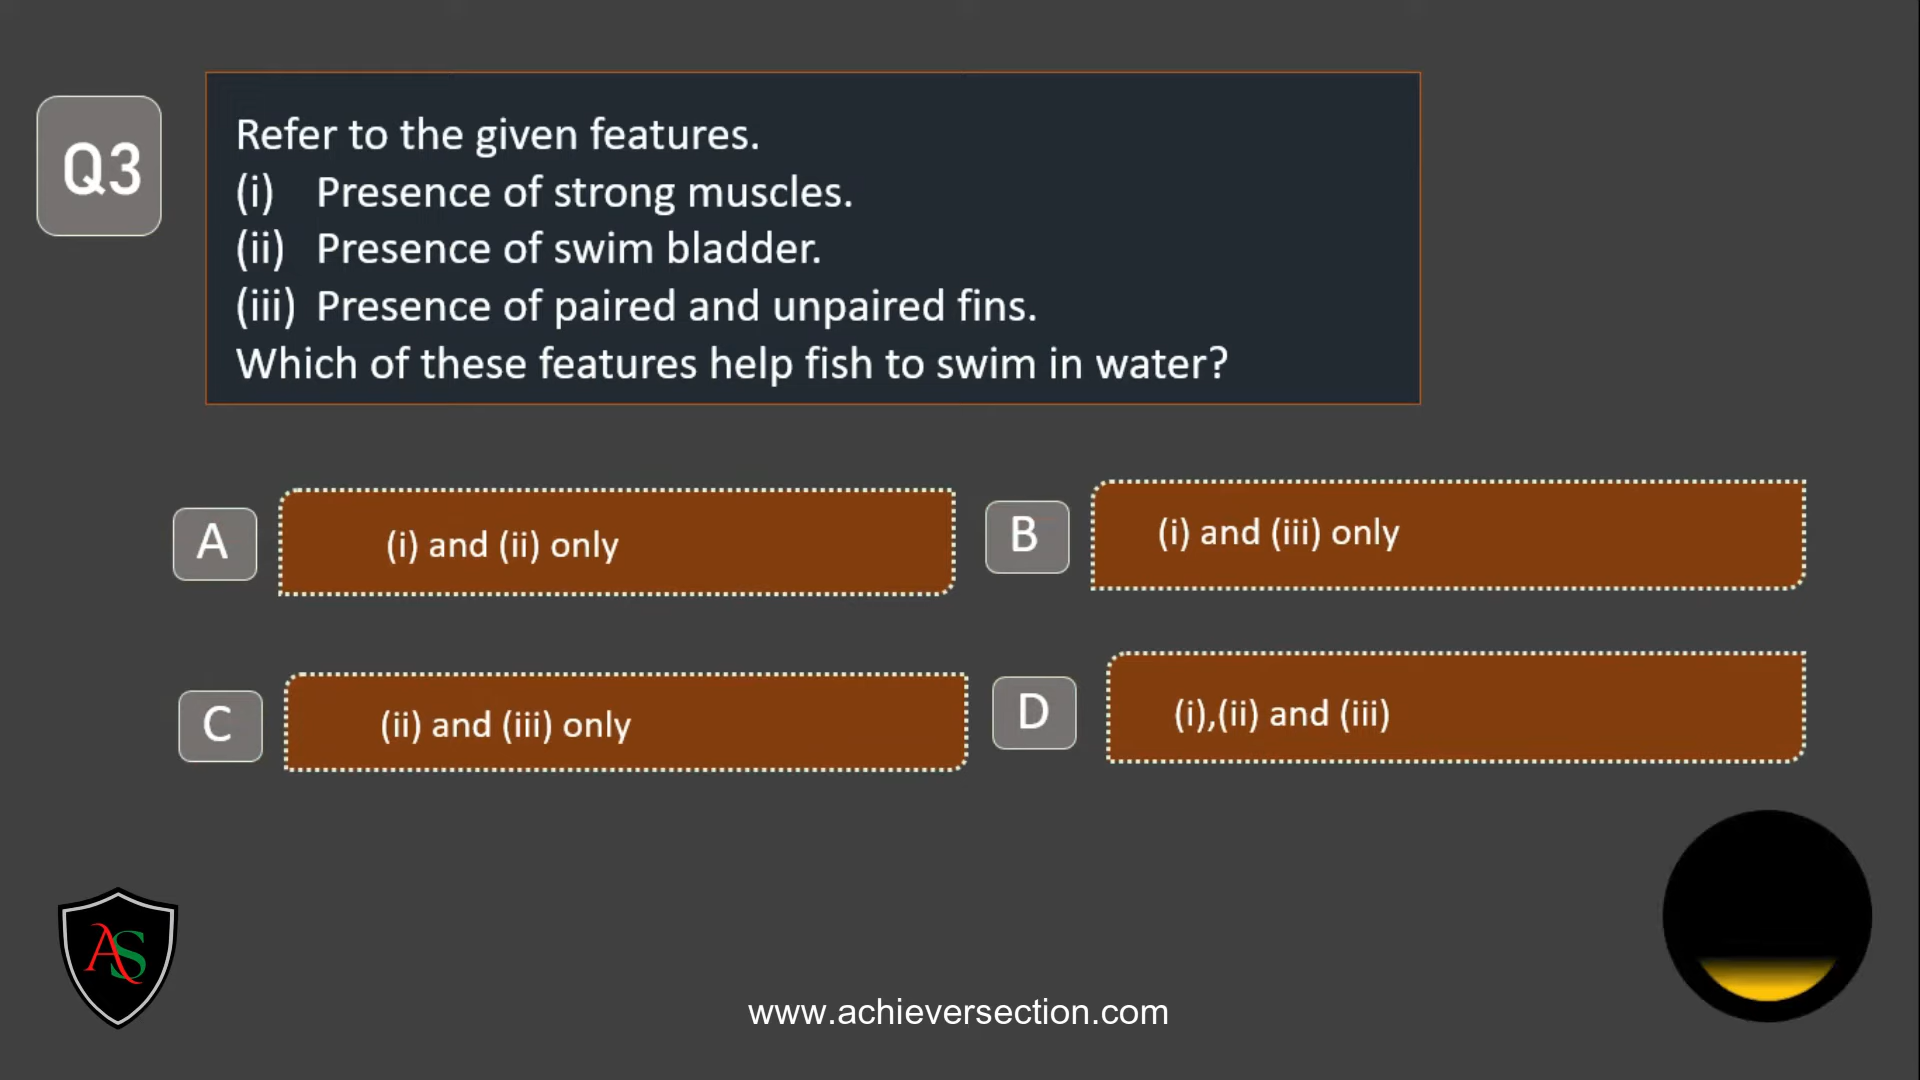 Q3
Refer to the given features.
(i) Presence of strong muscles.
(ii) Presence of swim bladder.
(iii) Presence of paired and unpaired fins.
Which of these features help fish to swim in water?
A
(i) and (ii) only
B
(i) and (iii) only
C
(ii) and (iii) only
D
(i),(ii) and (iii)
AS
www.achieversection.com